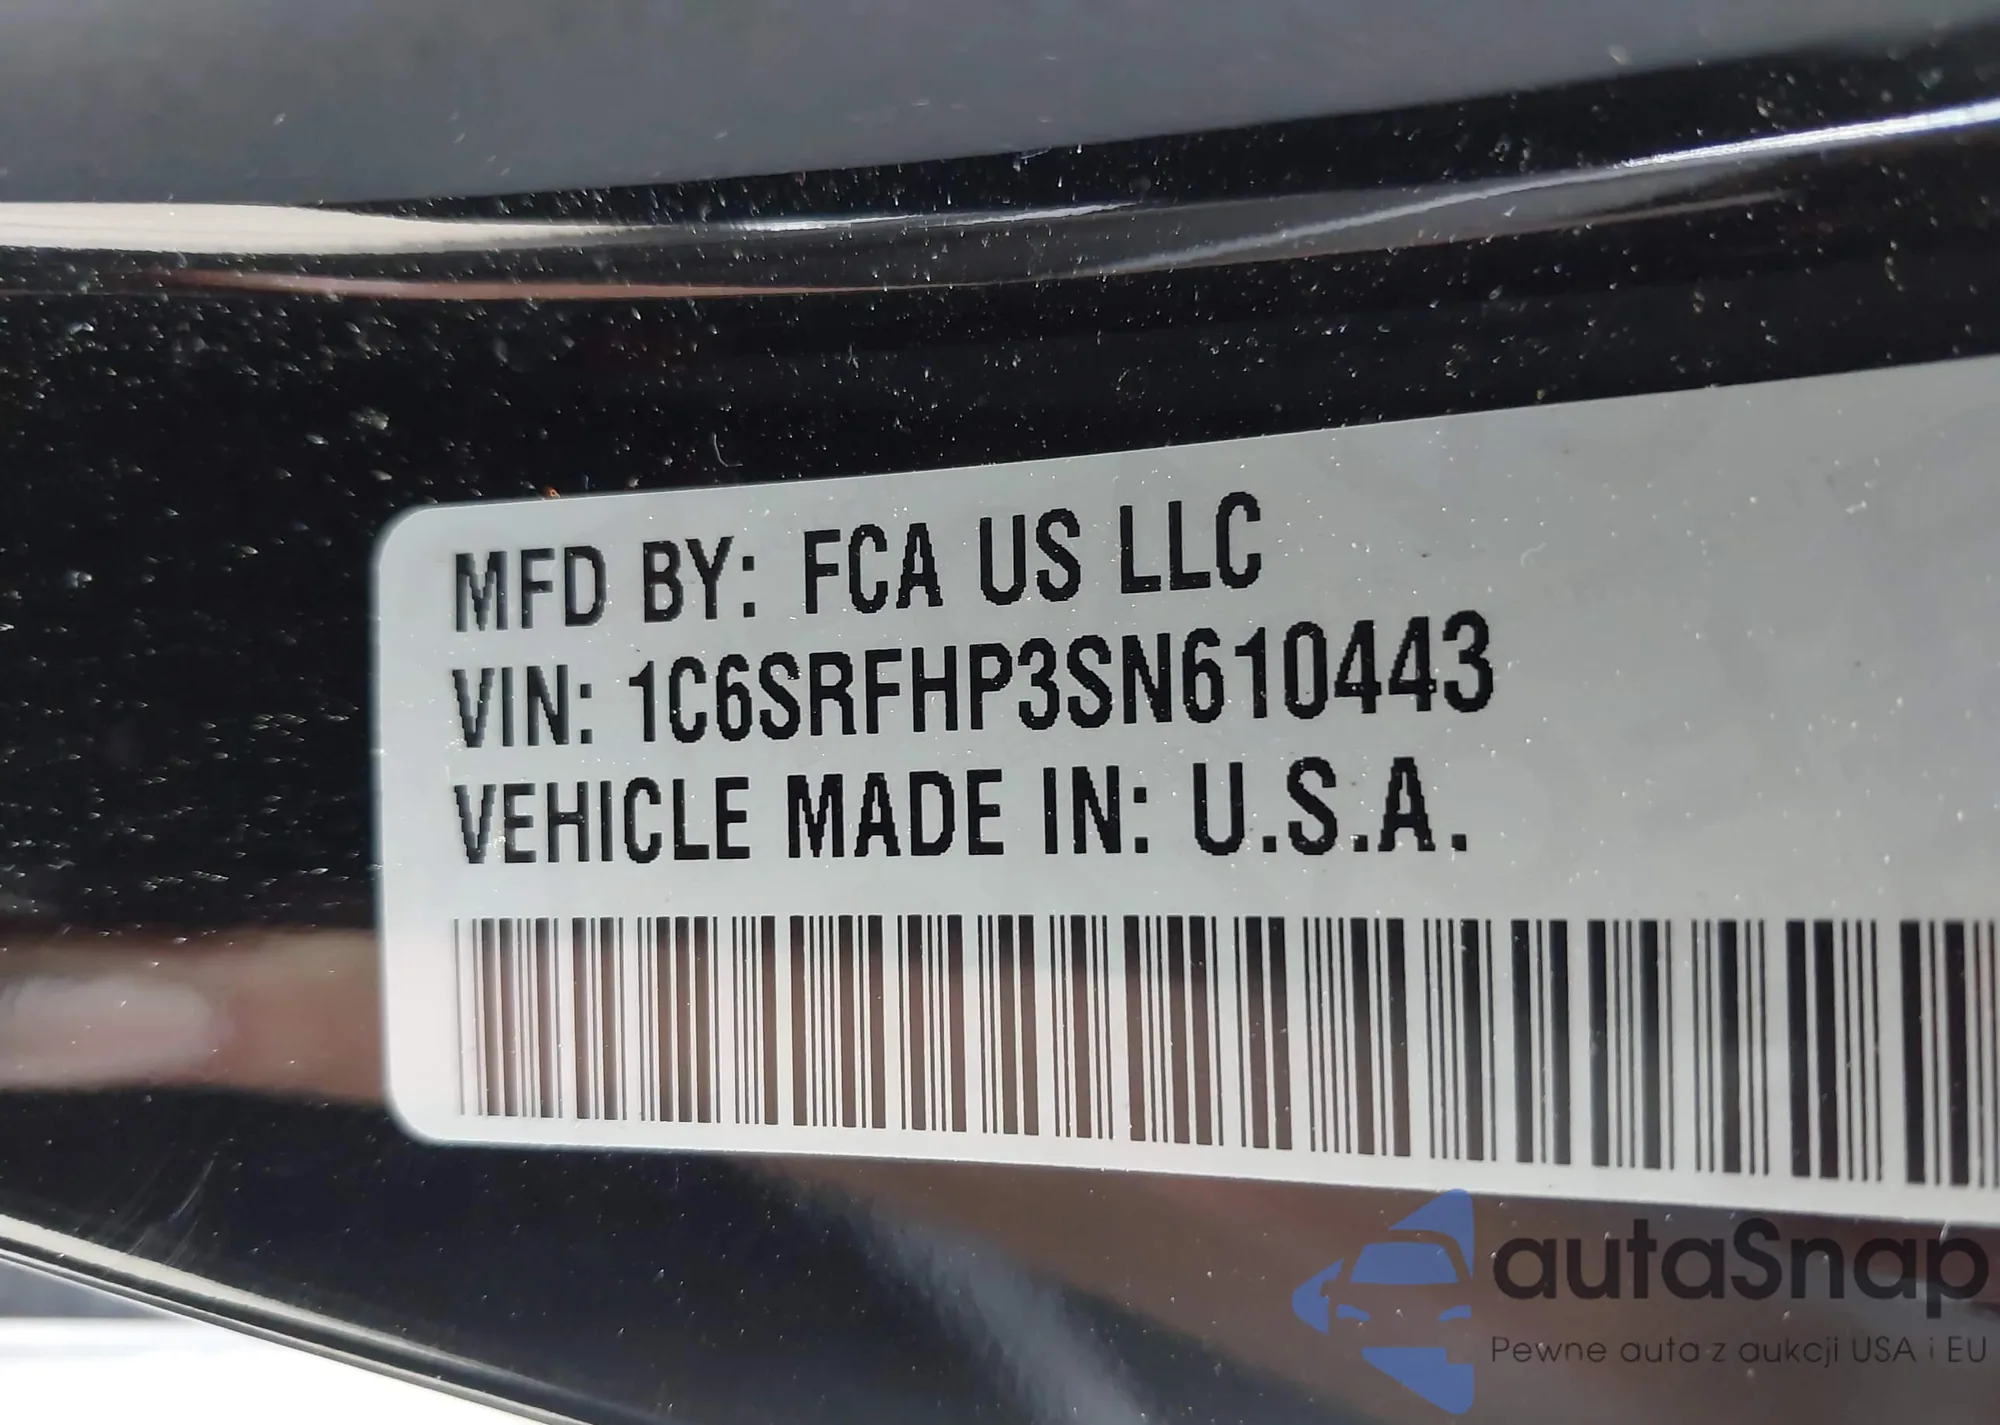 MFD BY: FCA US LLC
VIN: 1C6SRFHP3SN610443
VEHICLE MADE IN: U.S.A.
autaSnap
Pewne auta z aukcji USA i EU